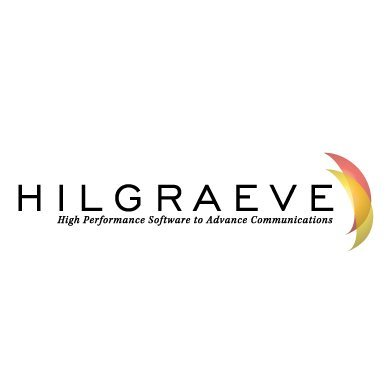 HILGRAEVE
High Performance Software to Advance Communications